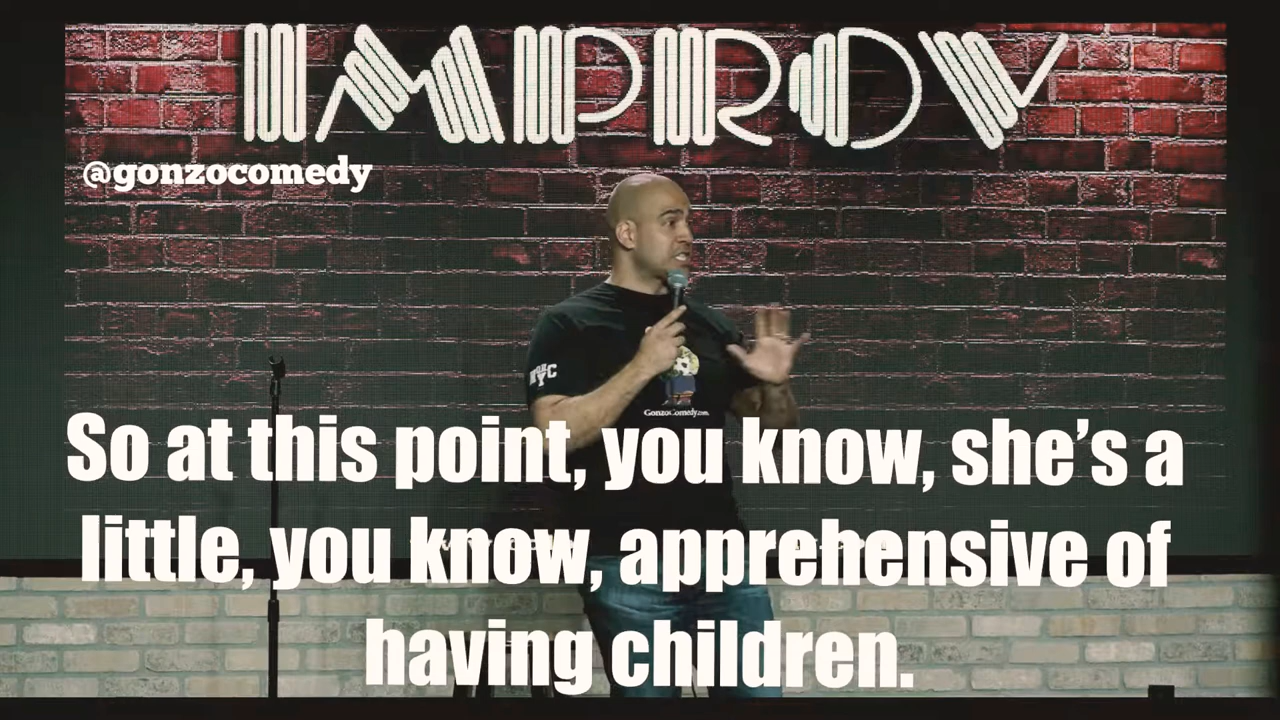 IMPROV
@gonzocomedy
NYC
GonzoComedy.com
So at this point, you know, she's a
little, you know, apprehensive of
having children.